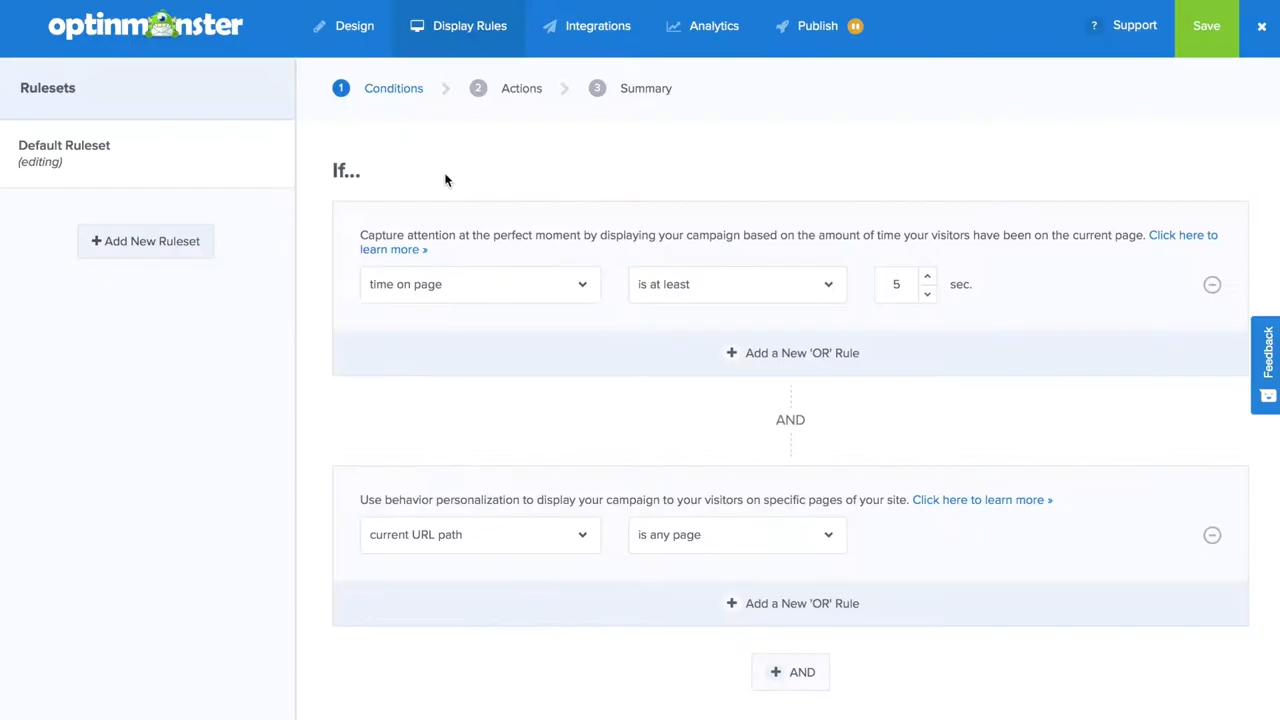 optinmonster
Design
Display Rules
Integrations
Analytics
Publish
? Support
Save
Rulesets
1 Conditions
2 Actions
3 Summary
Default Ruleset
(editing)
+ Add New Ruleset
If...
Capture attention at the perfect moment by displaying your campaign based on the amount of time your visitors have been on the current page. Click here to
learn more »
time on page
is at least
5
sec.
+ Add a New 'OR' Rule
AND
Use behavior personalization to display your campaign to your visitors on specific pages of your site. Click here to learn more »
current URL path
is any page
+ Add a New 'OR' Rule
+ AND
Feedback